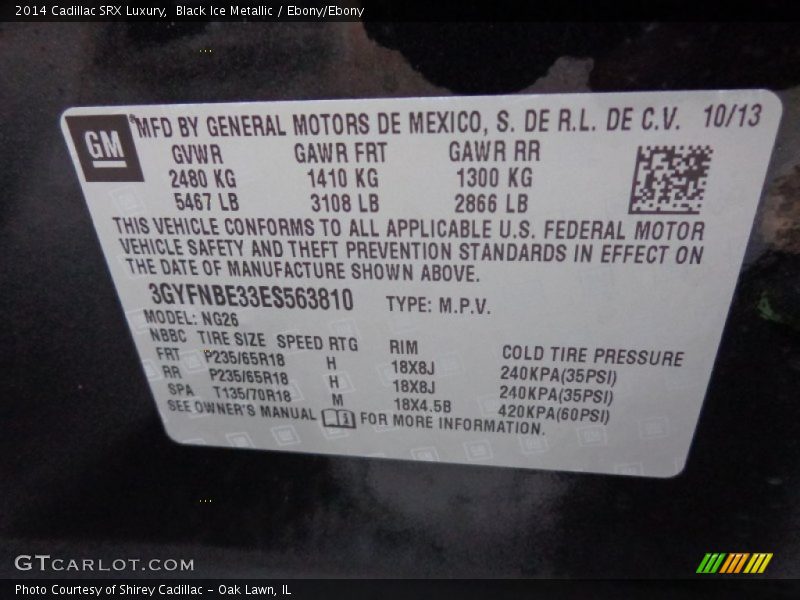 2014 Cadillac SRX Luxury, Black Ice Metallic / Ebony/Ebony
GM MFD BY GENERAL MOTORS DE MEXICO, S. DE R.L. DE C.V. 10/13
GVWR GAWR FRT GAWR RR
2480 KG 1410 KG 1300 KG
5467 LB 3108 LB 2866 LB
THIS VEHICLE CONFORMS TO ALL APPLICABLE U.S. FEDERAL MOTOR
VEHICLE SAFETY AND THEFT PREVENTION STANDARDS IN EFFECT ON
THE DATE OF MANUFACTURE SHOWN ABOVE.
3GYFNBE33ES563810 TYPE: M.P.V.
MODEL: NG26
NBBC TIRE SIZE SPEED RTG RIM COLD TIRE PRESSURE
FRT P235/65R18 H 18X8J 240KPA(35PSI)
RR P235/65R18 H 18X8J 240KPA(35PSI)
SPA T135/70R18 M 18X4.5B 420KPA(60PSI)
SEE OWNER'S MANUAL FOR MORE INFORMATION.
GTCARLOT.COM
Photo Courtesy of Shirey Cadillac - Oak Lawn, IL